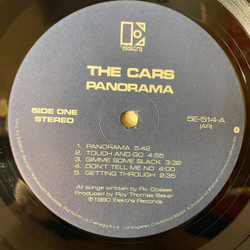 elektra
THE CARS
PANORAMA
SIDE ONE
STEREO
5E-514-A
(AR)
1. PANORAMA 5:42
2. TOUCH AND GO 4:55
3. GIMME SOME SLACK 3:32
4. DON'T TELL ME NO 4:00
5. GETTING THROUGH 2:35
All songs written by Ric Ocasek
Produced by Roy Thomas Baker
℗1980 Elektra Records